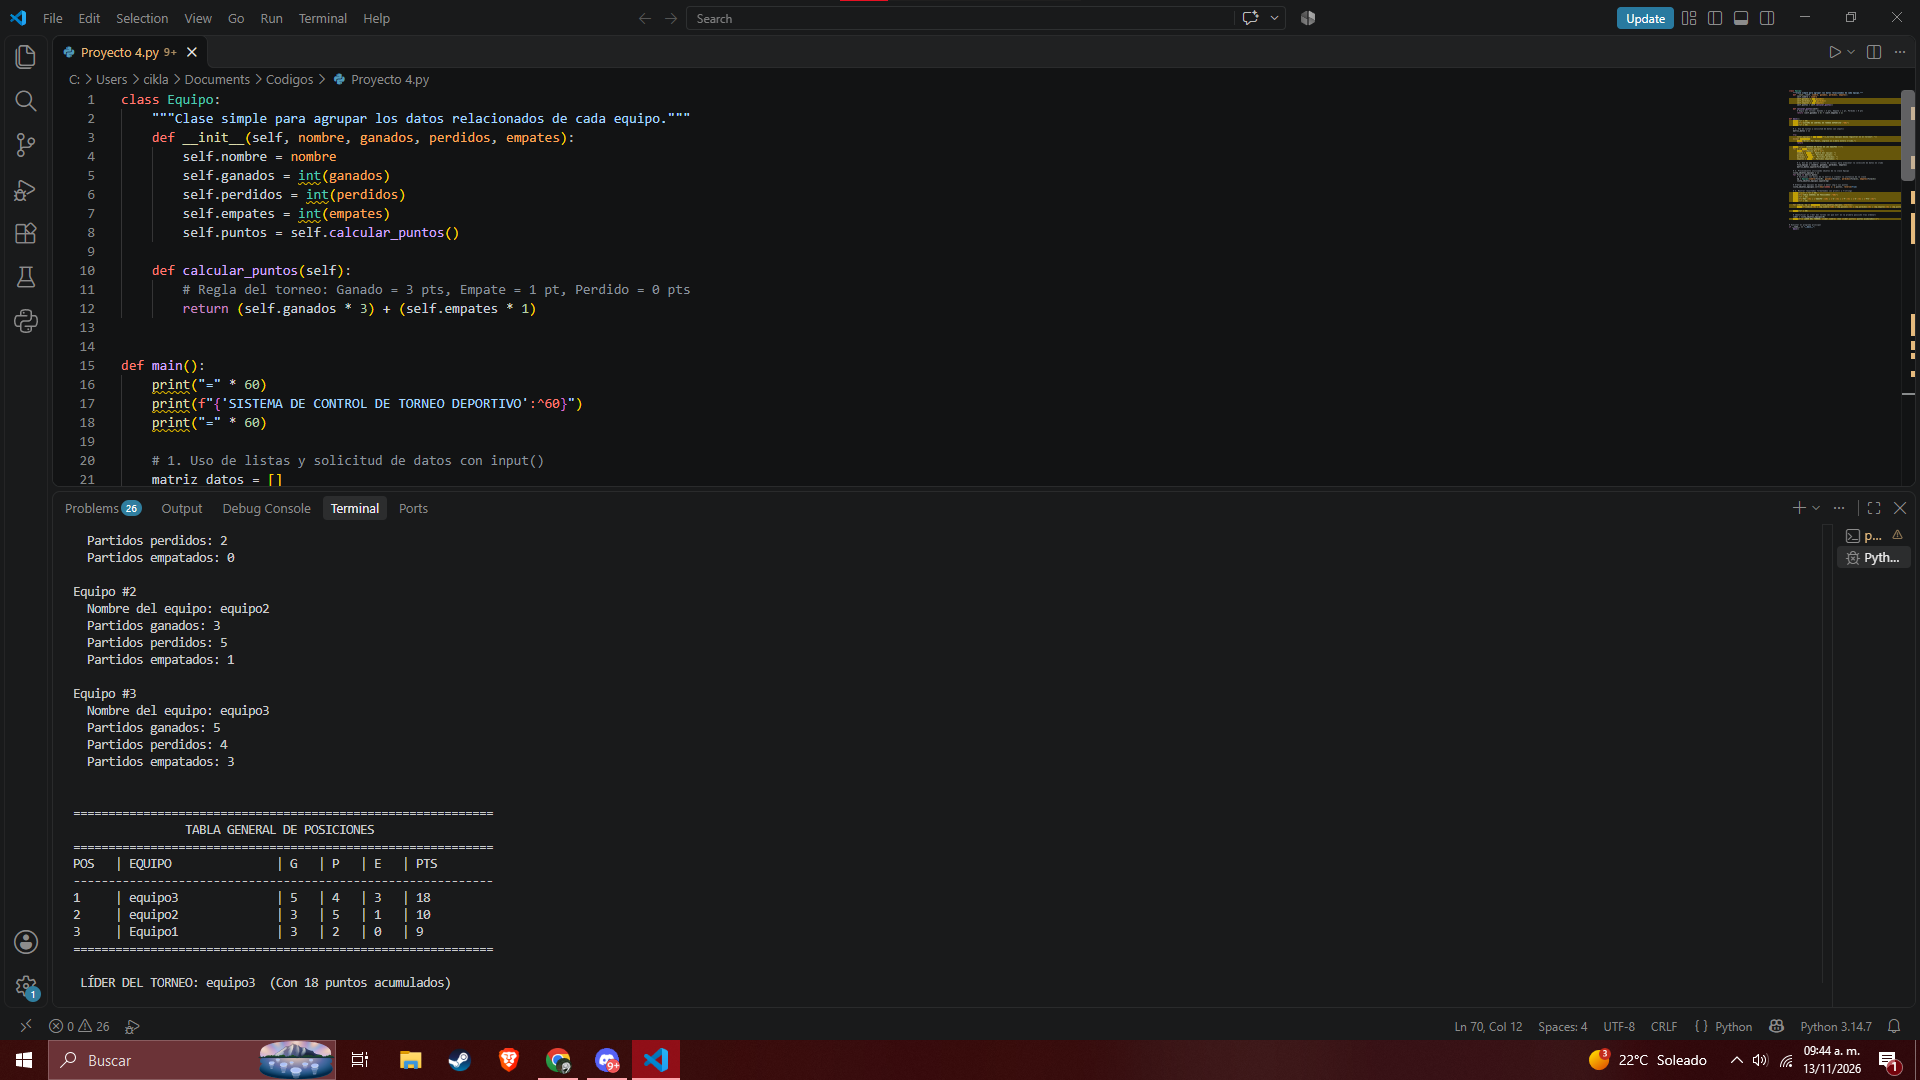 File Edit Selection View Go Run Terminal Help
Search
Update
Proyecto 4.py 9+
C: > Users > cikla > Documents > Codigos > Proyecto 4.py
1 class Equipo:
2 """Clase simple para agrupar los datos relacionados de cada equipo."""
3 def __init__(self, nombre, ganados, perdidos, empates):
4 self.nombre = nombre
5 self.ganados = int(ganados)
6 self.perdidos = int(perdidos)
7 self.empates = int(empates)
8 self.puntos = self.calcular_puntos()
9
10 def calcular_puntos(self):
11 # Regla del torneo: Ganado = 3 pts, Empate = 1 pt, Perdido = 0 pts
12 return (self.ganados * 3) + (self.empates * 1)
13
14
15 def main():
16 print("=" * 60)
17 print(f"{'SISTEMA DE CONTROL DE TORNEO DEPORTIVO':^60}")
18 print("=" * 60)
19
20 # 1. Uso de listas y solicitud de datos con input()
21 matriz_datos = []
Problems 26 Output Debug Console Terminal Ports
p...
Pyth...
Partidos perdidos: 2
Partidos empatados: 0
Equipo #2
Nombre del equipo: equipo2
Partidos ganados: 3
Partidos perdidos: 5
Partidos empatados: 1
Equipo #3
Nombre del equipo: equipo3
Partidos ganados: 5
Partidos perdidos: 4
Partidos empatados: 3
============================================================
TABLA GENERAL DE POSICIONES
============================================================
POS | EQUIPO | G | P | E | PTS
------------------------------------------------------------
1 | equipo3 | 5 | 4 | 3 | 18
2 | equipo2 | 3 | 5 | 1 | 10
3 | Equipo1 | 3 | 2 | 0 | 9
============================================================
LÍDER DEL TORNEO: equipo3 (Con 18 puntos acumulados)
1
0 26
Ln 70, Col 12 Spaces: 4 UTF-8 CRLF { } Python Python 3.14.7
Buscar
9+
3
22°C Soleado
09:44 a. m.
13/11/2026
1